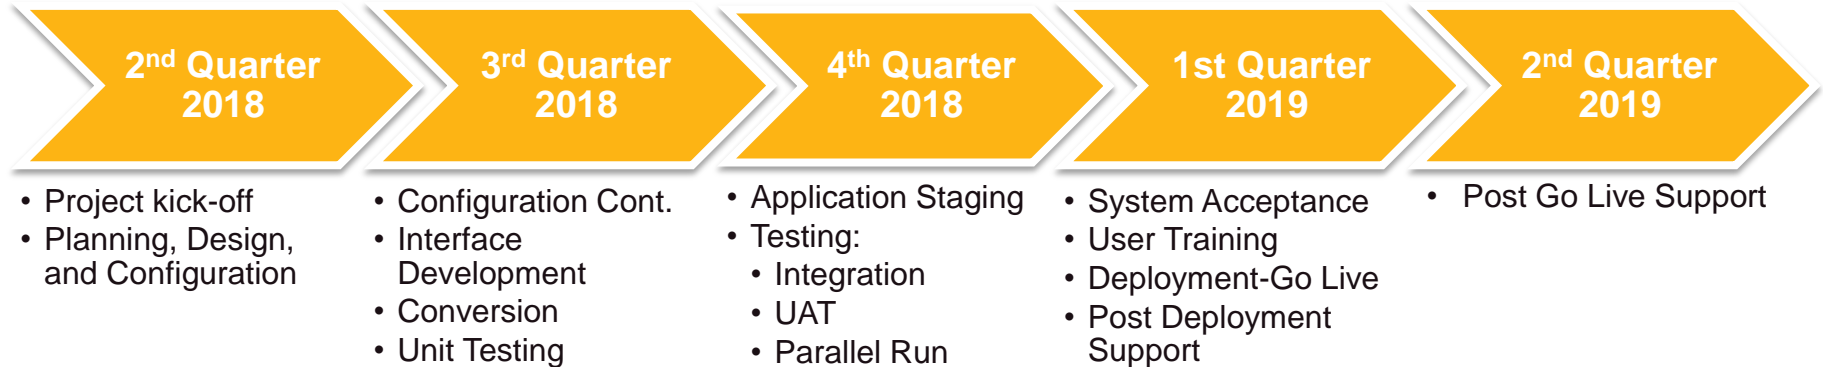 2nd Quarter
2018
3rd Quarter
2018
4th Quarter
2018
1st Quarter
2019
2nd Quarter
2019
• Project kick-off
• Planning, Design,
and Configuration
• Configuration Cont.
• Interface
Development
• Conversion
• Unit Testing
• Application Staging
• Testing:
• Integration
• UAT
• Parallel Run
• System Acceptance
• User Training
• Deployment-Go Live
• Post Deployment
Support
• Post Go Live Support